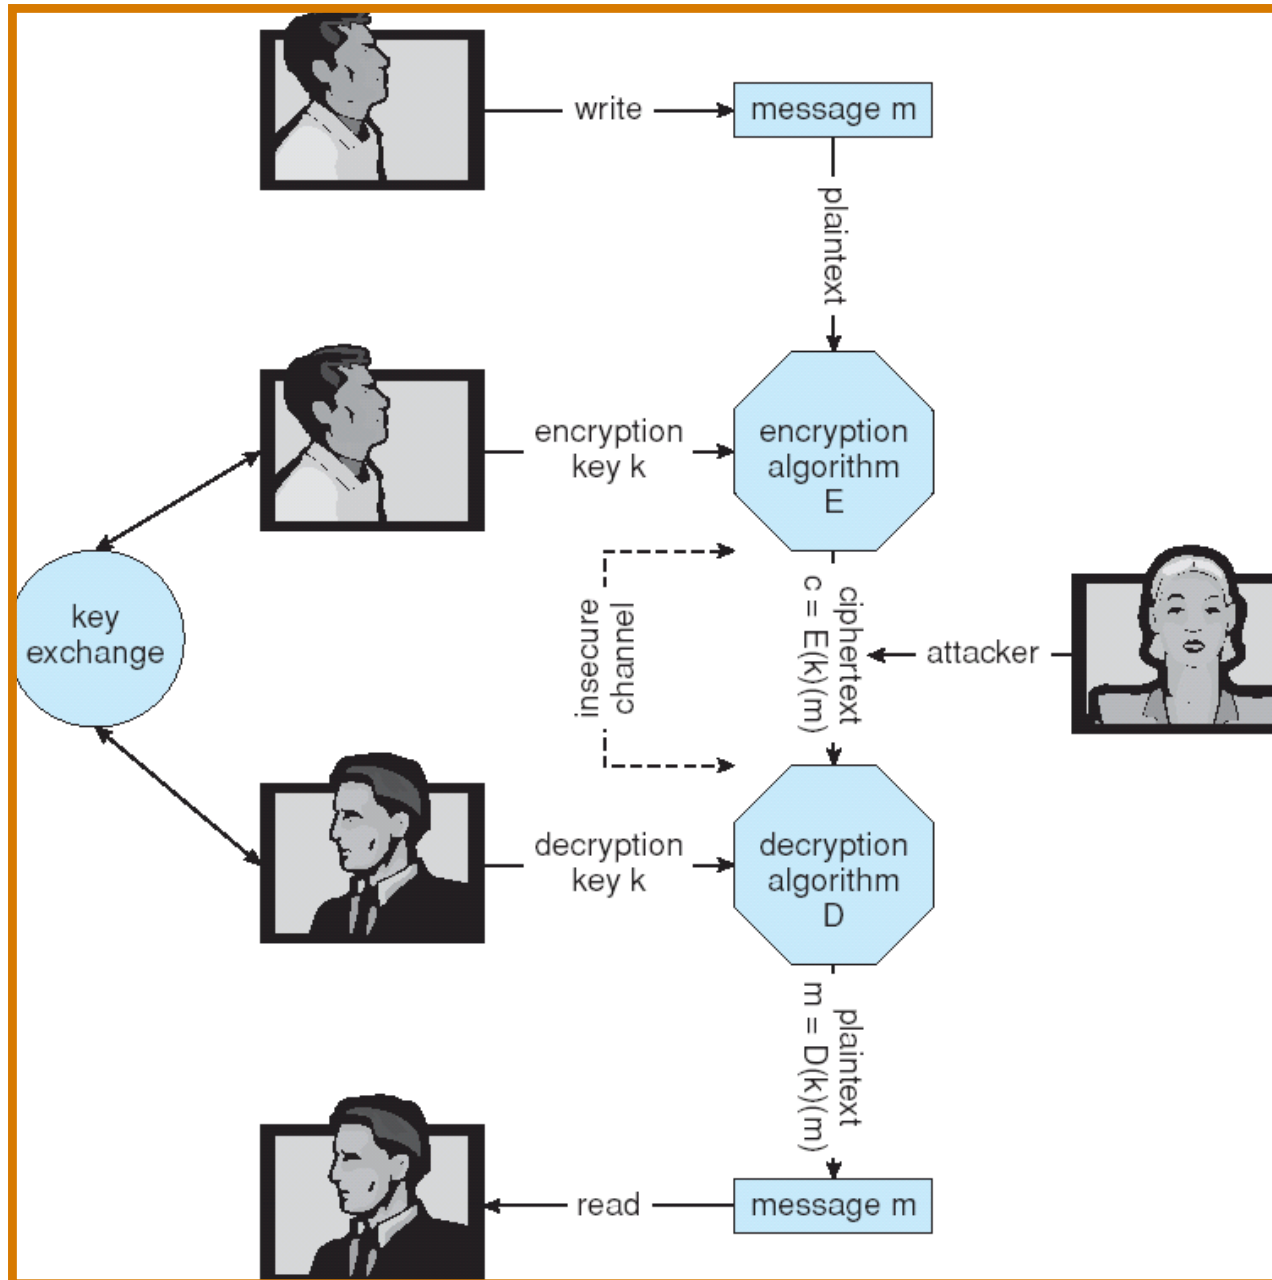 write
message m
plaintext
encryption
key k
encryption
algorithm
E
key
exchange
insecure
channel
ciphertext
c = E(k)(m)
attacker
decryption
key k
decryption
algorithm
D
plaintext
m = D(k)(m)
read
message m